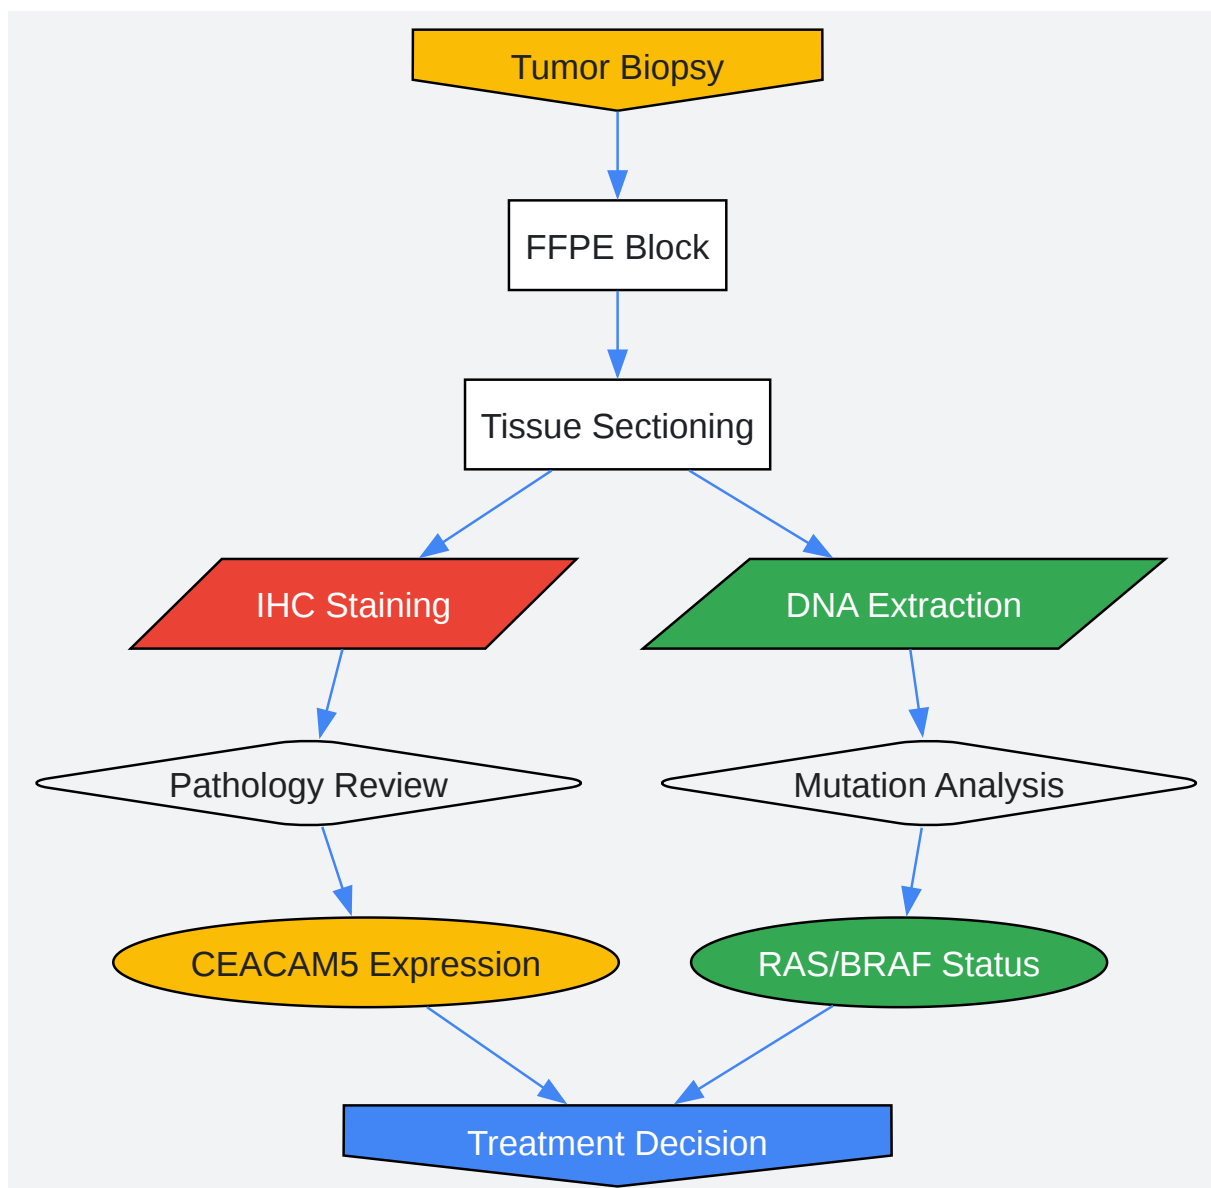 Tumor Biopsy
FFPE Block
Tissue Sectioning
IHC Staining
DNA Extraction
Pathology Review
Mutation Analysis
CEACAM5 Expression
RAS/BRAF Status
Treatment Decision